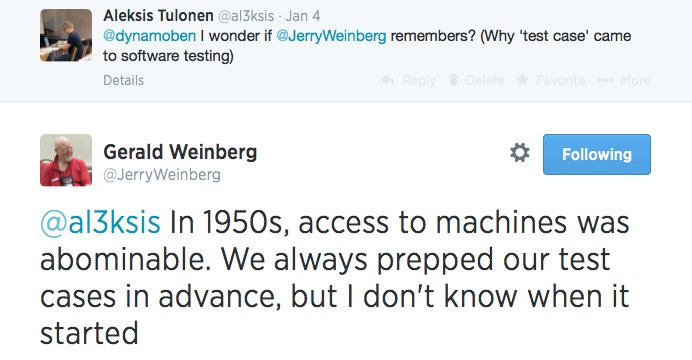 Aleksis Tulonen @al3ksis · Jan 4
@dynamoben I wonder if @JerryWeinberg remembers? (Why 'test case' came
to software testing)
Details Reply Delete Favorite More
Gerald Weinberg
@JerryWeinberg
Following
@al3ksis In 1950s, access to machines was
abominable. We always prepped our test
cases in advance, but I don't know when it
started